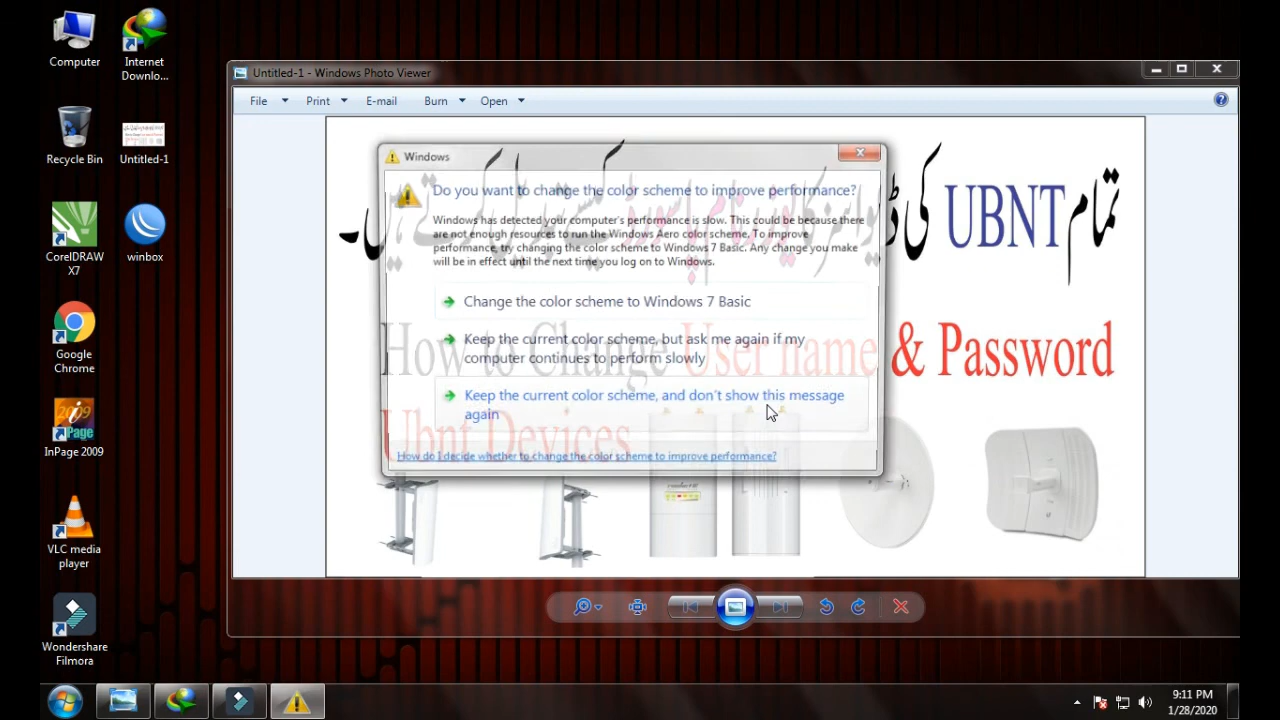 Computer
Internet
Downlo...
Recycle Bin
Untitled-1
CorelDRAW
X7
winbox
Google
Chrome
InPage 2009
VLC media
player
Wondershare
Filmora
Untitled-1 - Windows Photo Viewer
File
Print
E-mail
Burn
Open
تمام UBNT کی
How to Change User name & Password
Ubnt Devices
Windows
Do you want to change the color scheme to improve performance?
Windows has detected your computer's performance is slow. This could be because there
are not enough resources to run the Windows Aero color scheme. To improve
performance, try changing the color scheme to Windows 7 Basic. Any change you make
will be in effect until the next time you log on to Windows.
Change the color scheme to Windows 7 Basic
Keep the current color scheme, but ask me again if my
computer continues to perform slowly
Keep the current color scheme, and don't show this message
again
How do I decide whether to change the color scheme to improve performance?
9:11 PM
1/28/2020